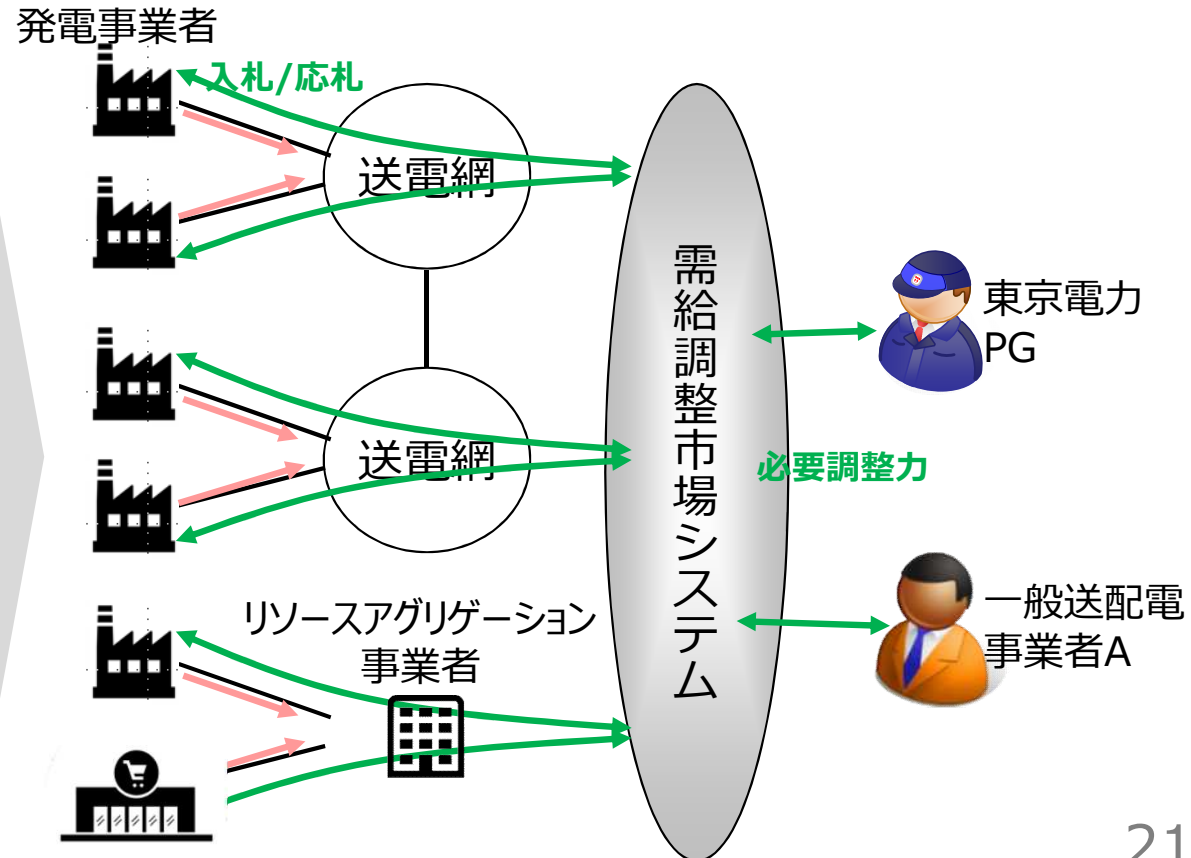 発電事業者
入札/応札
送電網
送電網
リソースアグリゲーション
事業者
需給調整市場システム
東京電力
PG
必要調整力
一般送配電
事業者A
21